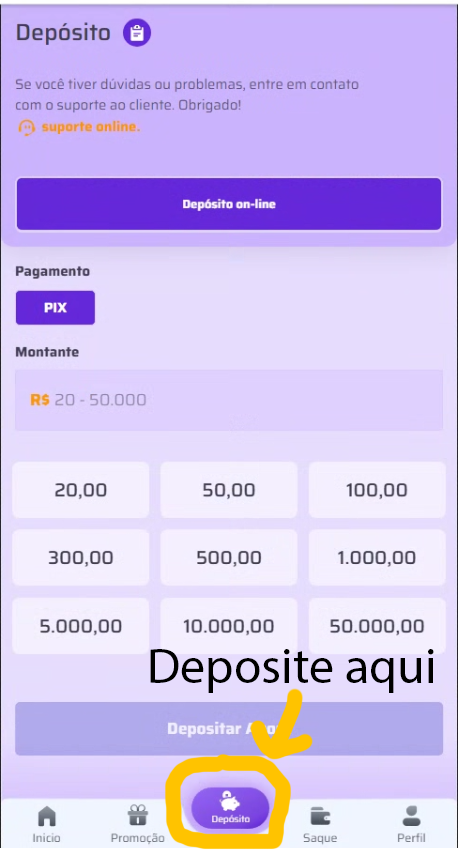 Depósito
Se você tiver dúvidas ou problemas, entre em contato
com o suporte ao cliente. Obrigado!
suporte online.
Depósito on-line
Pagamento
PIX
Montante
R$ 20 - 50.000
20,00 50,00 100,00
300,00 500,00 1.000,00
5.000,00 10.000,00 50.000,00
Deposite aqui
Depositar
Depósito
Inicio Promoção Saque Perfil